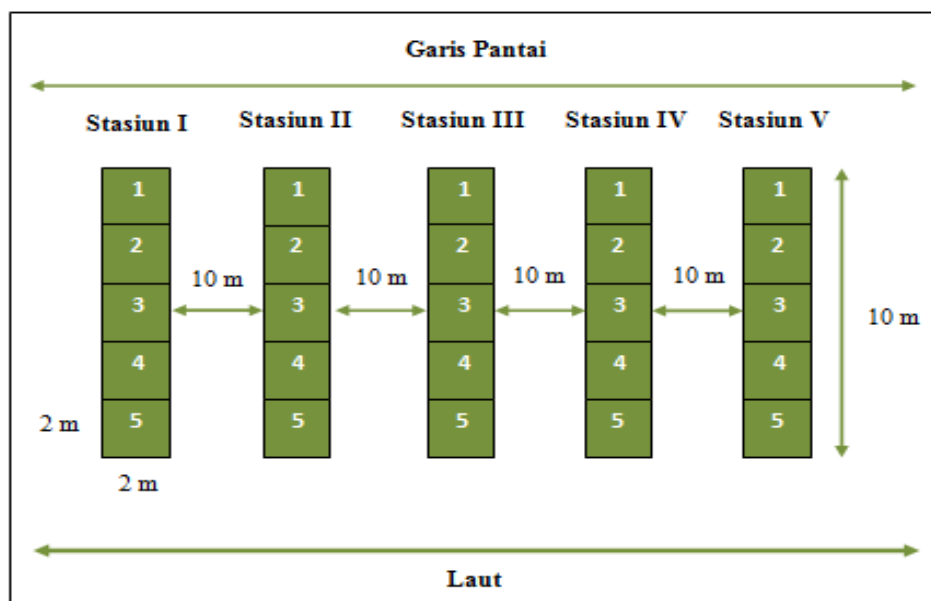 Garis Pantai
Stasiun I Stasiun II Stasiun III Stasiun IV Stasiun V
1 1 1 1 1
2 2 2 2 2
10 m 10 m 10 m 10 m
3 3 3 3 3
10 m
4 4 4 4 4
2 m 5 5 5 5 5
2 m
Laut